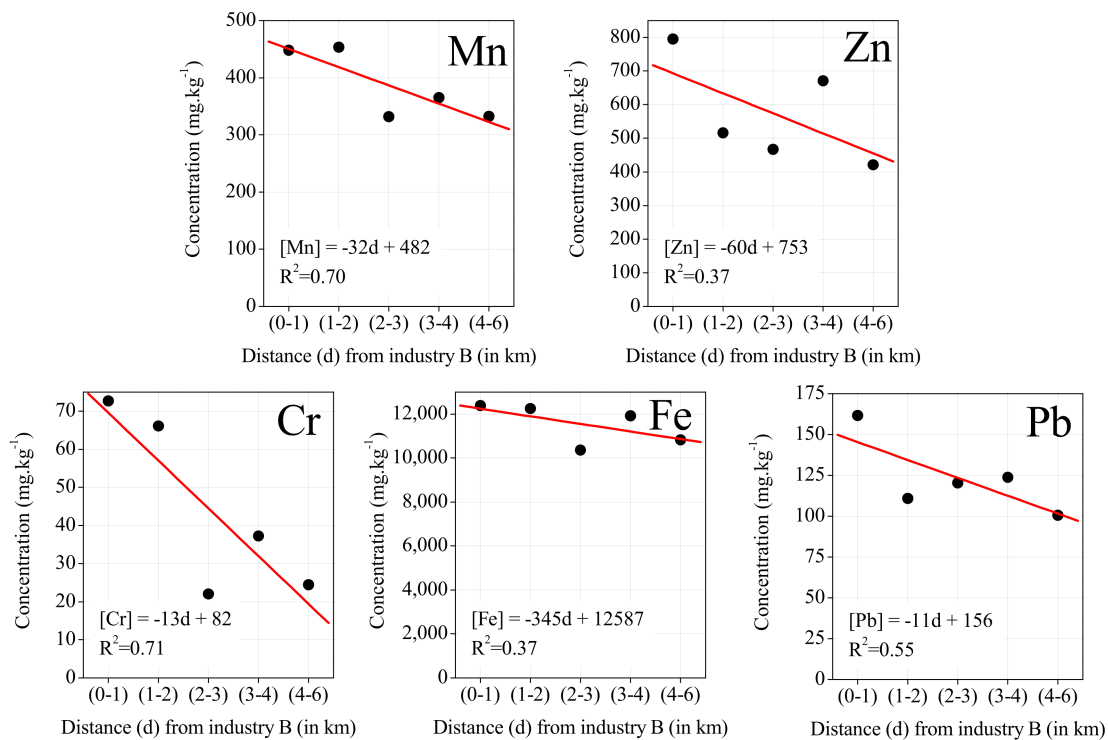 Mn
Concentration (mg.kg⁻¹)
500
400
300
200
100
0
[Mn] = -32d + 482
R²=0.70
(0-1) (1-2) (2-3) (3-4) (4-6)
Distance (d) from industry B (in km)
Zn
Concentration (mg.kg⁻¹)
800
700
600
500
400
300
200
100
0
[Zn] = -60d + 753
R²=0.37
(0-1) (1-2) (2-3) (3-4) (4-6)
Distance (d) from industry B (in km)
Cr
Concentration (mg.kg⁻¹)
70
60
50
40
30
20
10
0
[Cr] = -13d + 82
R²=0.71
(0-1) (1-2) (2-3) (3-4) (4-6)
Distance (d) from industry B (in km)
Fe
Concentration (mg.kg⁻¹)
12,000
10,000
8,000
6,000
4,000
2,000
0
[Fe] = -345d + 12587
R²=0.37
(0-1) (1-2) (2-3) (3-4) (4-6)
Distance (d) from industry B (in km)
Pb
Concentration (mg.kg⁻¹)
175
150
125
100
75
50
25
0
[Pb] = -11d + 156
R²=0.55
(0-1) (1-2) (2-3) (3-4) (4-6)
Distance (d) from industry B (in km)